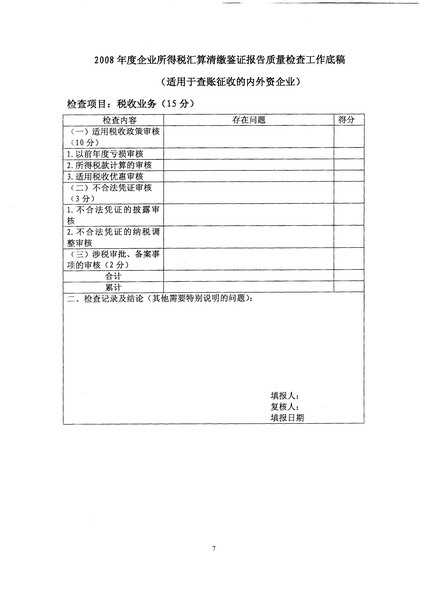 2008 年度企业所得税汇算清缴鉴证报告质量检查工作底稿
（适用于查账征收的内外资企业）
检查项目：税收业务（15 分）
检查内容 存在问题 得分
（一）适用税收政策审核
（10 分）
1.以前年度亏损审核
2.所得税款计算的审核
3.适用税收优惠审核
（二）不合法凭证审核
（3 分）
1.不合法凭证的披露审
核
2.不合法凭证的纳税调
整审核
（三）涉税审批、备案事
项的审核（2 分）
合计
累计
二、检查记录及结论（其他需要特别说明的问题）：
填报人：
复核人：
填报日期
7